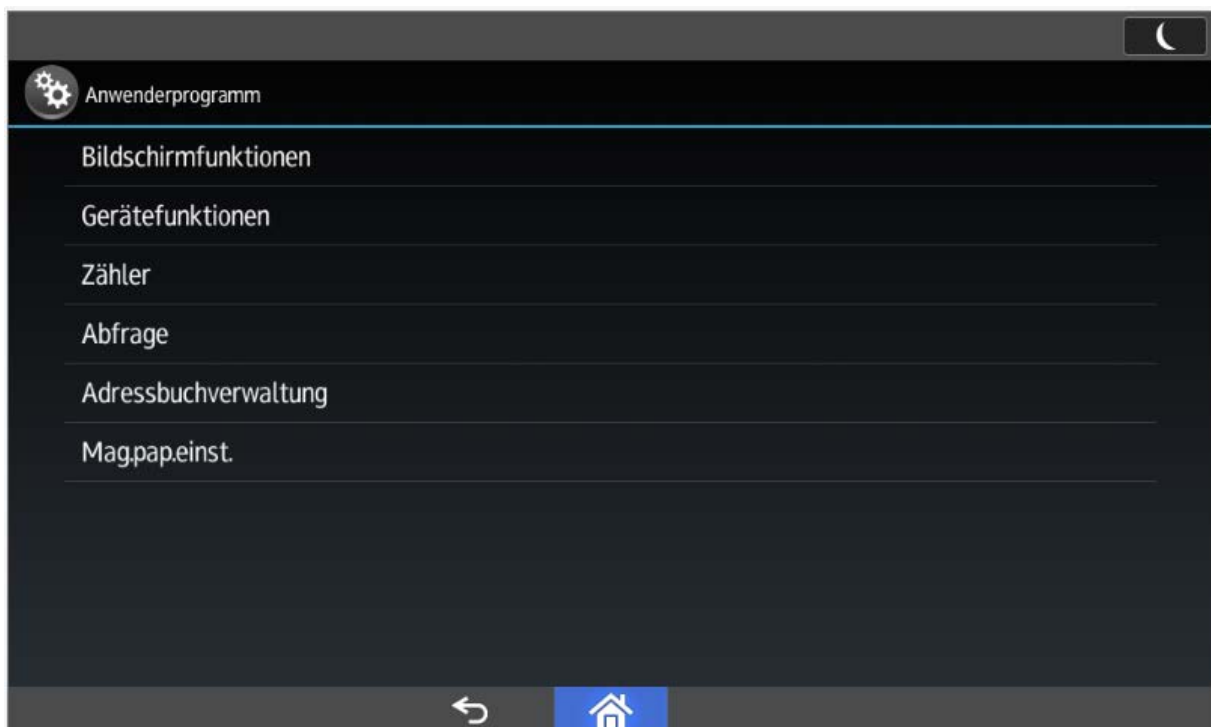 Anwenderprogramm
Bildschirmfunktionen
Gerätefunktionen
Zähler
Abfrage
Adressbuchverwaltung
Mag.pap.einst.